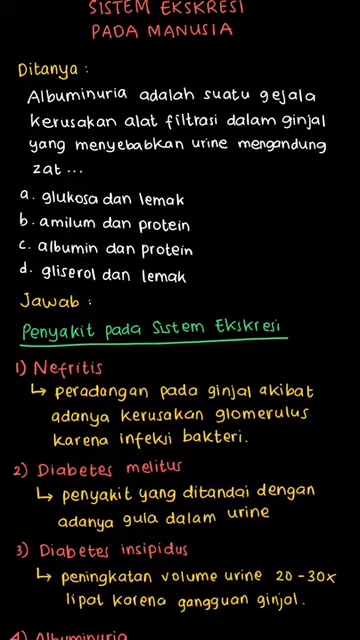 SISTEM EKSKRESI
PADA MANUSIA
Ditanya :
Albuminuria adalah suatu gejala
kerusakan alat filtrasi dalam ginjal
yang menyebabkan urine mengandung
zat ...
a. glukosa dan lemak
b. amilum dan protein
c. albumin dan protein
d. gliserol dan lemak
Jawab :
Penyakit pada Sistem Ekskresi
1) Nefritis
↳ peradangan pada ginjal akibat
adanya kerusakan glomerulus
karena infeksi bakteri.
2) Diabetes melitus
↳ penyakit yang ditandai dengan
adanya gula dalam urine
3) Diabetes insipidus
↳ peningkatan volume urine 20-30x
lipat karena gangguan ginjal.
4) Albuminuria